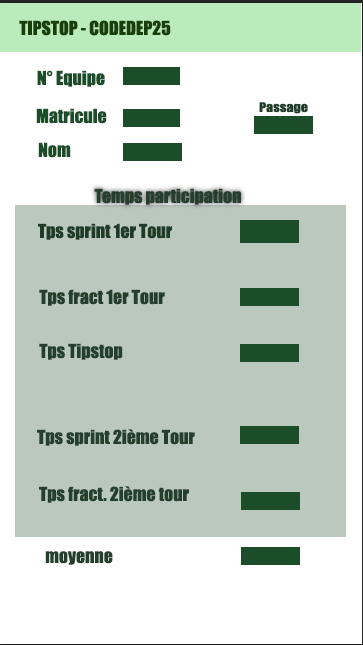 TIPSTOP - CODEDEP25
N° Equipe
Matricule
Passage
Nom
Temps participation
Tps sprint 1er Tour
Tps fract 1er Tour
Tps Tipstop
Tps sprint 2ième Tour
Tps fract. 2ième tour
moyenne